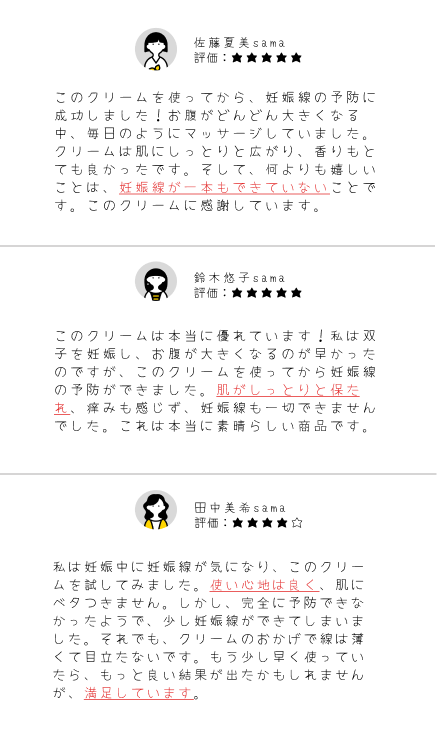 佐藤夏美sama
評価：★★★★★
このクリームを使ってから、妊娠線の予防に
成功しました！お腹がどんどん大きくなる
中、毎日のようにマッサージしていました。
クリームは肌にしっとりと広がり、香りもと
ても良かったです。そして、何よりも嬉しい
ことは、妊娠線が一本もできていないことで
す。このクリームに感謝しています。
鈴木悠子sama
評価：★★★★★
このクリームは本当に優れています！私は双
子を妊娠し、お腹が大きくなるのが早かった
のですが、このクリームを使ってから妊娠線
の予防ができました。肌がしっとりと保た
れ、痒みも感じず、妊娠線も一切できません
でした。これは本当に素晴らしい商品です。
田中美希sama
評価：★★★★☆
私は妊娠中に妊娠線が気になり、このクリー
ムを試してみました。使い心地は良く、肌に
ベタつきません。しかし、完全に予防できな
かったようで、少し妊娠線ができてしまいま
した。それでも、クリームのおかげで線は薄
くて目立たないです。もう少し早く使ってい
たら、もっと良い結果が出たかもしれません
が、満足しています。